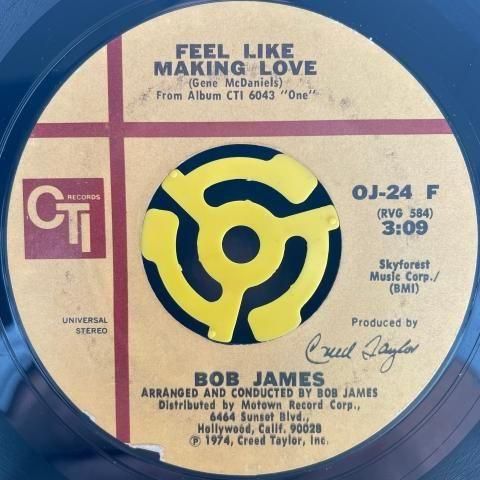 FEEL LIKE
MAKING LOVE
(Gene McDaniels)
From Album CTI 6043 "One"
CTI
RECORDS
OJ-24 F
(RVG 584)
3:09
Skyforest
Music Corp./
(BMI)
UNIVERSAL
STEREO
Produced by
Creed Taylor
BOB JAMES
ARRANGED AND CONDUCTED BY BOB JAMES
Distributed by Motown Record Corp.,
6464 Sunset Blvd.,
Hollywood, Calif. 90028
℗ 1974, Creed Taylor, Inc.